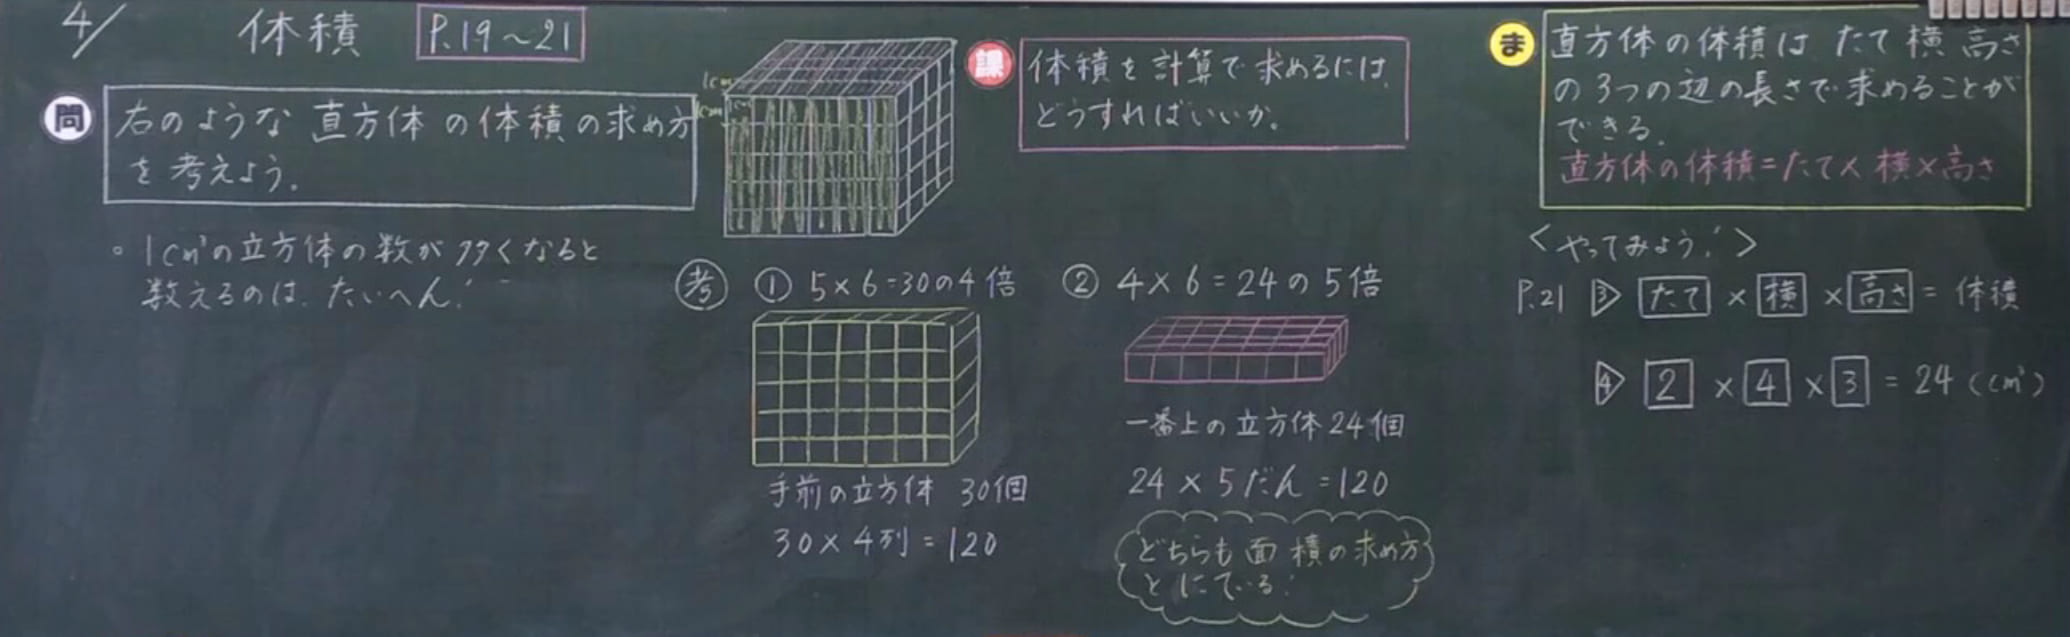 4/
体積
P.19~21
問
右のような直方体の体積の求め方
を考えよう。
。1cm³の立方体の数が多くなると
数えるのは、たいへん!
1cm
1cm
1cm
課
体積を計算で求めるには、
どうすればいいか。
考
① 5×6=30の4倍
手前の立方体 30個
30×4列=120
② 4×6=24の5倍
一番上の立方体24個
24×5だん=120
どちらも面積の求め方
とにている!
ま
直方体の体積は、たて 横 高さ
の3つの辺の長さで求めることが
できる。
直方体の体積=たて×横×高さ
<やってみよう!>
P.21 3 たて×横×高さ=体積
4 2×4×3=24(cm³)